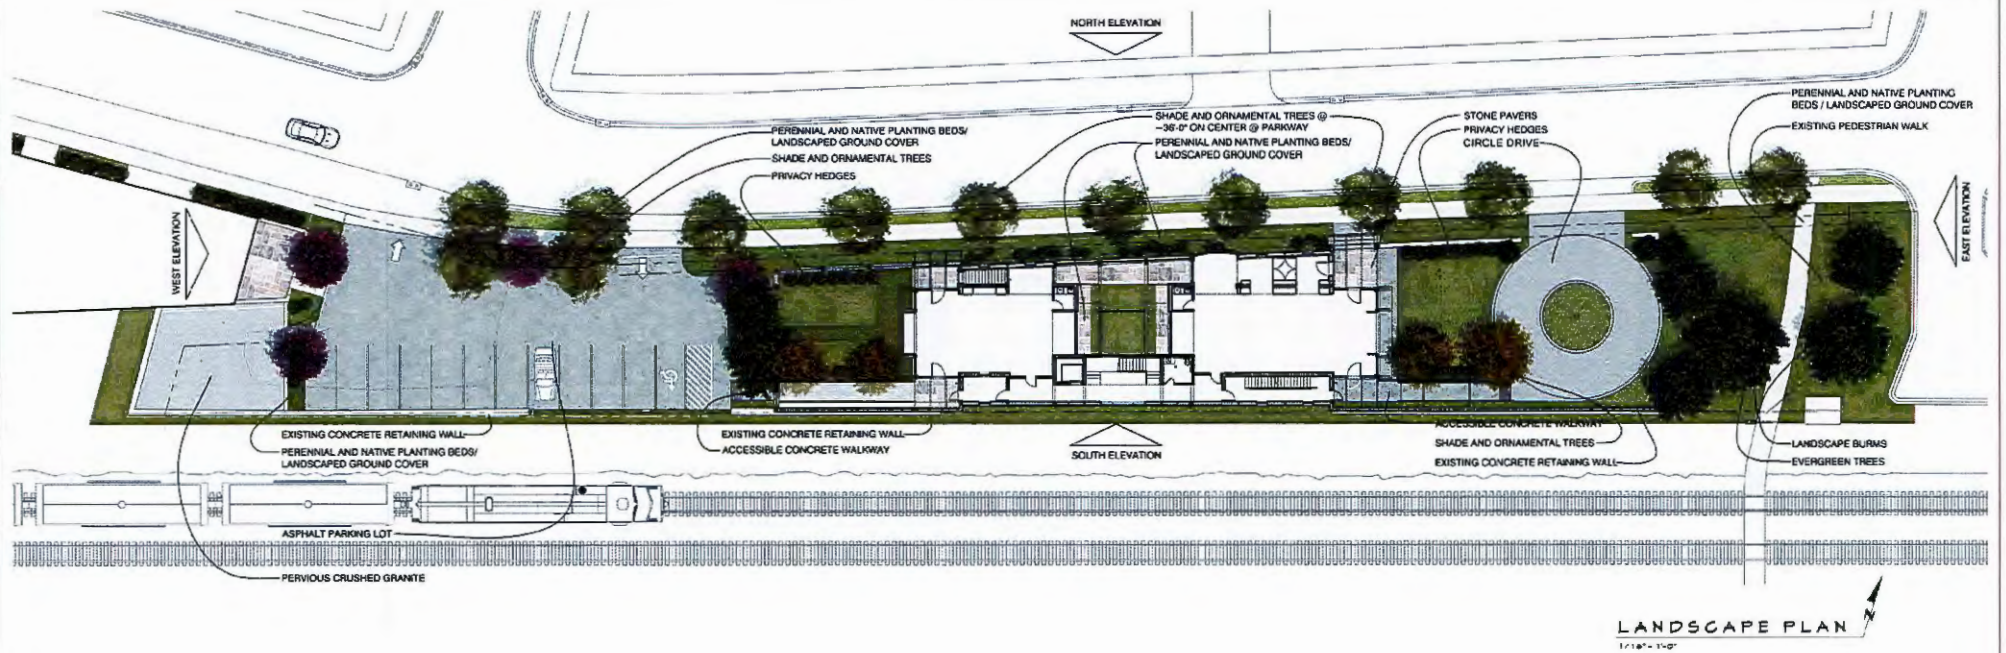 NORTH ELEVATION
PERENNIAL AND NATIVE PLANTING BEDS/
LANDSCAPED GROUND COVER
SHADE AND ORNAMENTAL TREES
PRIVACY HEDGES
SHADE AND ORNAMENTAL TREES @
~36'-0" ON CENTER @ PARKWAY
PERENNIAL AND NATIVE PLANTING BEDS/
LANDSCAPED GROUND COVER
STONE PAVERS
PRIVACY HEDGES
CIRCLE DRIVE
PERENNIAL AND NATIVE PLANTING
BEDS / LANDSCAPED GROUND COVER
EXISTING PEDESTRIAN WALK
WEST ELEVATION
EAST ELEVATION
EXISTING CONCRETE RETAINING WALL
PERENNIAL AND NATIVE PLANTING BEDS/
LANDSCAPED GROUND COVER
EXISTING CONCRETE RETAINING WALL
ACCESSIBLE CONCRETE WALKWAY
SOUTH ELEVATION
ACCESSIBLE CONCRETE WALKWAY
SHADE AND ORNAMENTAL TREES
EXISTING CONCRETE RETAINING WALL
LANDSCAPE BURMS
EVERGREEN TREES
ASPHALT PARKING LOT
PERVIOUS CRUSHED GRANITE
LANDSCAPE PLAN
N
1/16"= 1'-0"